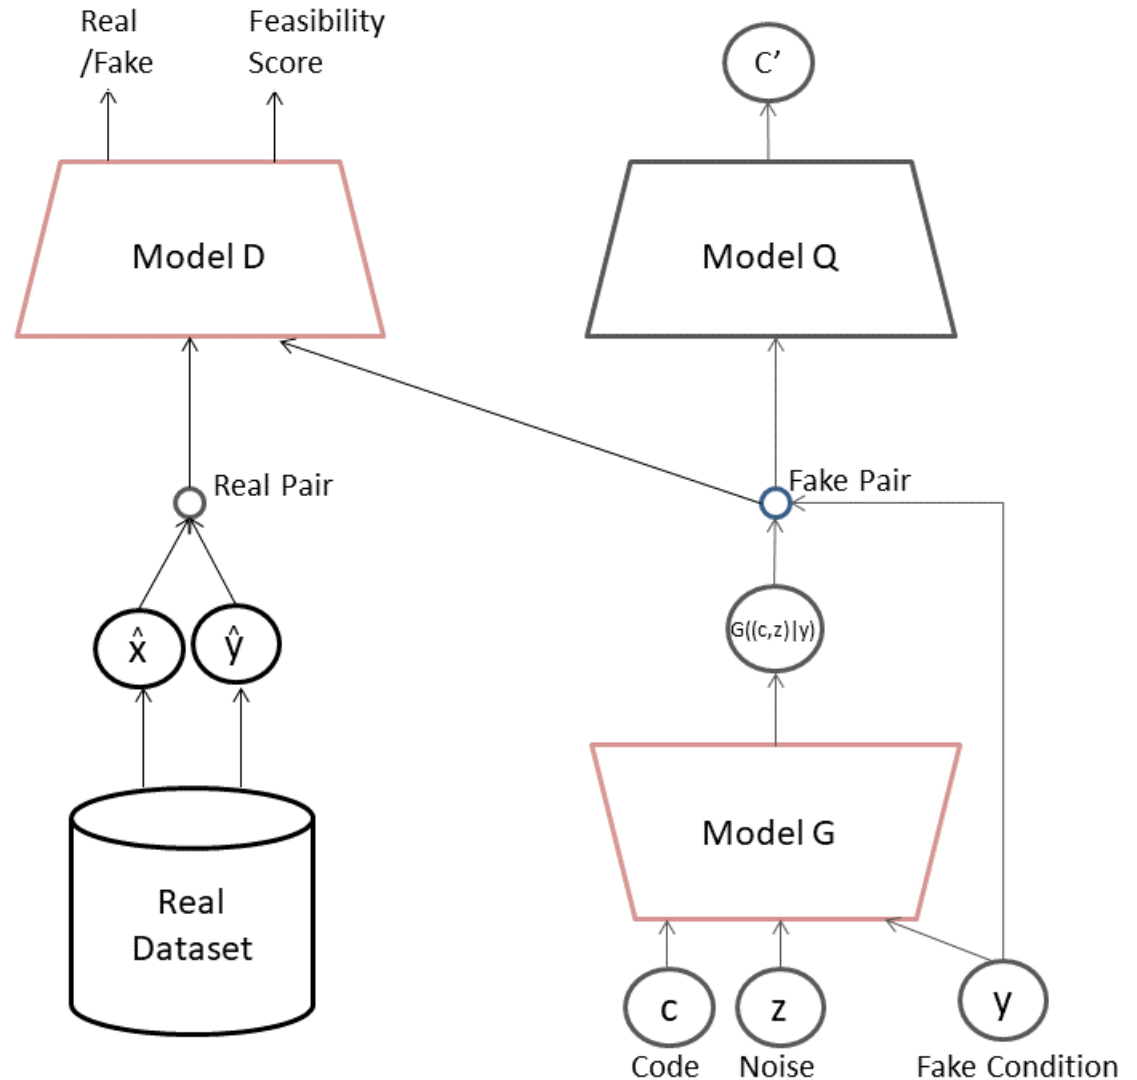 Real
/Fake
Feasibility
Score
C’
Model D
Model Q
Real Pair
Fake Pair
x̂
ŷ
G((c,z)|y)
Model G
Real
Dataset
c
z
y
Code
Noise
Fake Condition